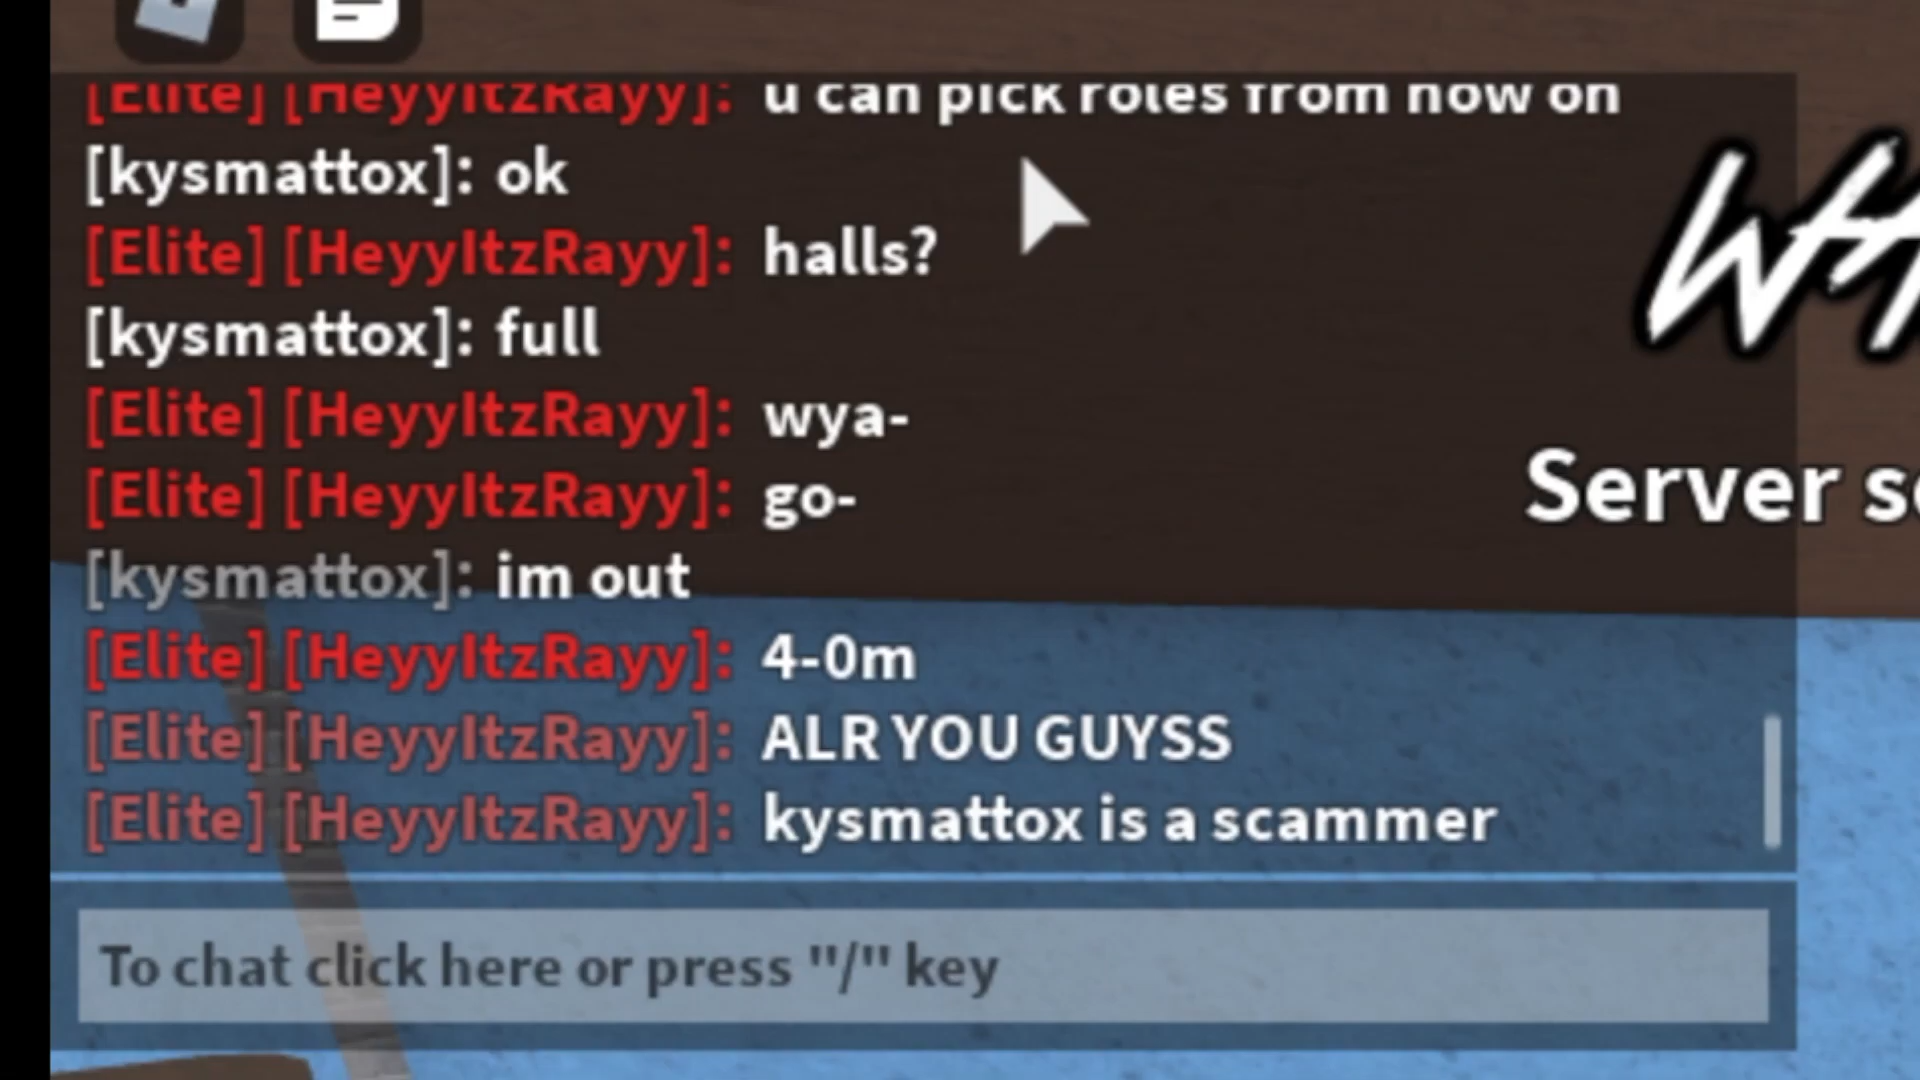 [Elite] [HeyyItzRayy]: u can pick roles from now on
[kysmattox]: ok
[Elite] [HeyyItzRayy]: halls?
[kysmattox]: full
[Elite] [HeyyItzRayy]: wya-
[Elite] [HeyyItzRayy]: go-
Server
[kysmattox]: im out
[Elite] [HeyyItzRayy]: 4-0m
[Elite] [HeyyItzRayy]: ALR YOU GUYSS
[Elite] [HeyyItzRayy]: kysmattox is a scammer
To chat click here or press "/" key